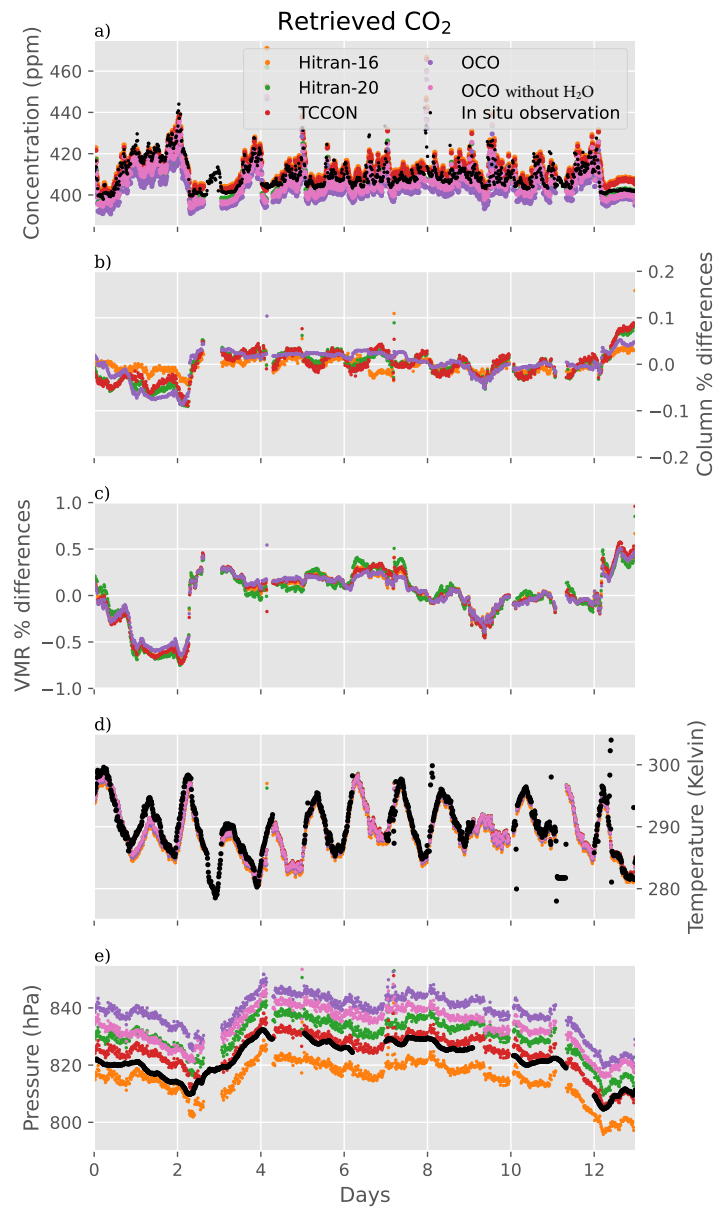 Retrieved CO₂
a)
Hitran-16
Hitran-20
TCCON
OCO
OCO without H₂O
In situ observation
460
440
420
400
Concentration (ppm)
b)
0.2
0.1
0.0
−0.1
−0.2
Column % differences
c)
1.0
0.5
0.0
−0.5
−1.0
VMR % differences
d)
300
290
280
Temperature (Kelvin)
e)
840
820
800
Pressure (hPa)
0 2 4 6 8 10 12
Days